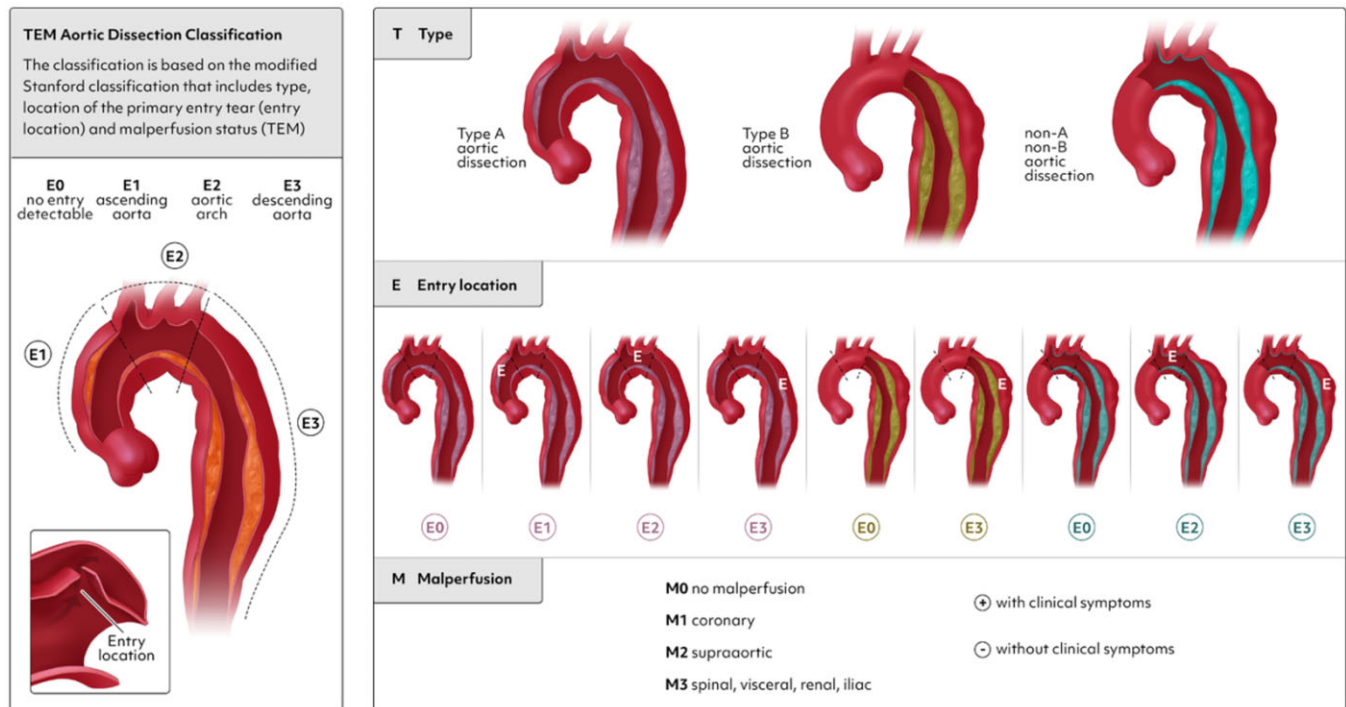 TEM Aortic Dissection Classification
The classification is based on the modified
Stanford classification that includes type,
location of the primary entry tear (entry
location) and malperfusion status (TEM)
E0 E1 E2 E3
no entry ascending aortic descending
detectable aorta arch aorta
E2
E1
E3
Entry
location
T Type
Type A
aortic
dissection
Type B
aortic
dissection
non-A
non-B
aortic
dissection
E Entry location
E E E E E E
E0 E1 E2 E3 E0 E3 E0 E2 E3
M Malperfusion
M0 no malperfusion
M1 coronary
M2 supraaortic
M3 spinal, visceral, renal, iliac
+ with clinical symptoms
- without clinical symptoms